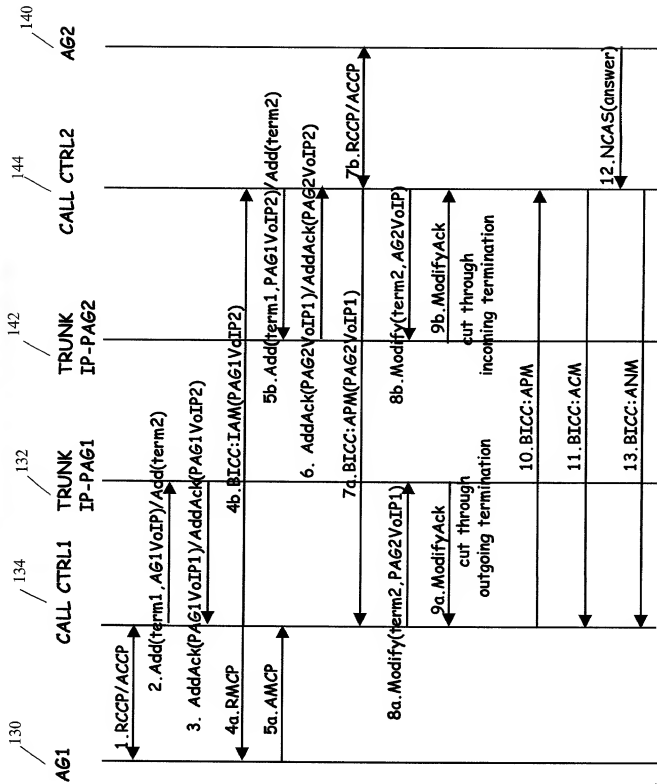 130
134
132
142
144
140
AG1
CALL CTRL1
TRUNK
IP-PAG1
TRUNK
IP-PAG2
CALL CTRL2
AG2
1.RCCP/ACCP
2.Add(term1,AG1VoIP)/Add(term2)
3. AddAck(PAG1VoIP1)/AddAck(PAG1VoIP2)
4a.RMCP
4b.BICC:IAM(PAG1VoIP2)
5a.AMCP
5b.Add(term1,PAG1VoIP2)/Add(term2)
6. AddAck(PAG2VoIP1)/AddAck(PAG2VoIP2)
7a.BICC:APM(PAG2VoIP1)
7b.RCCP/ACCP
8a.Modify(term2,PAG2VoIP1)
8b.Modify(term2,AG2VoIP)
9a.ModifyAck
cut through
outgoing termination
9b.ModifyAck
cut through
incoming termination
10.BICC:APM
11.BICC:ACM
12.NCAS(answer)
13.BICC:ANM